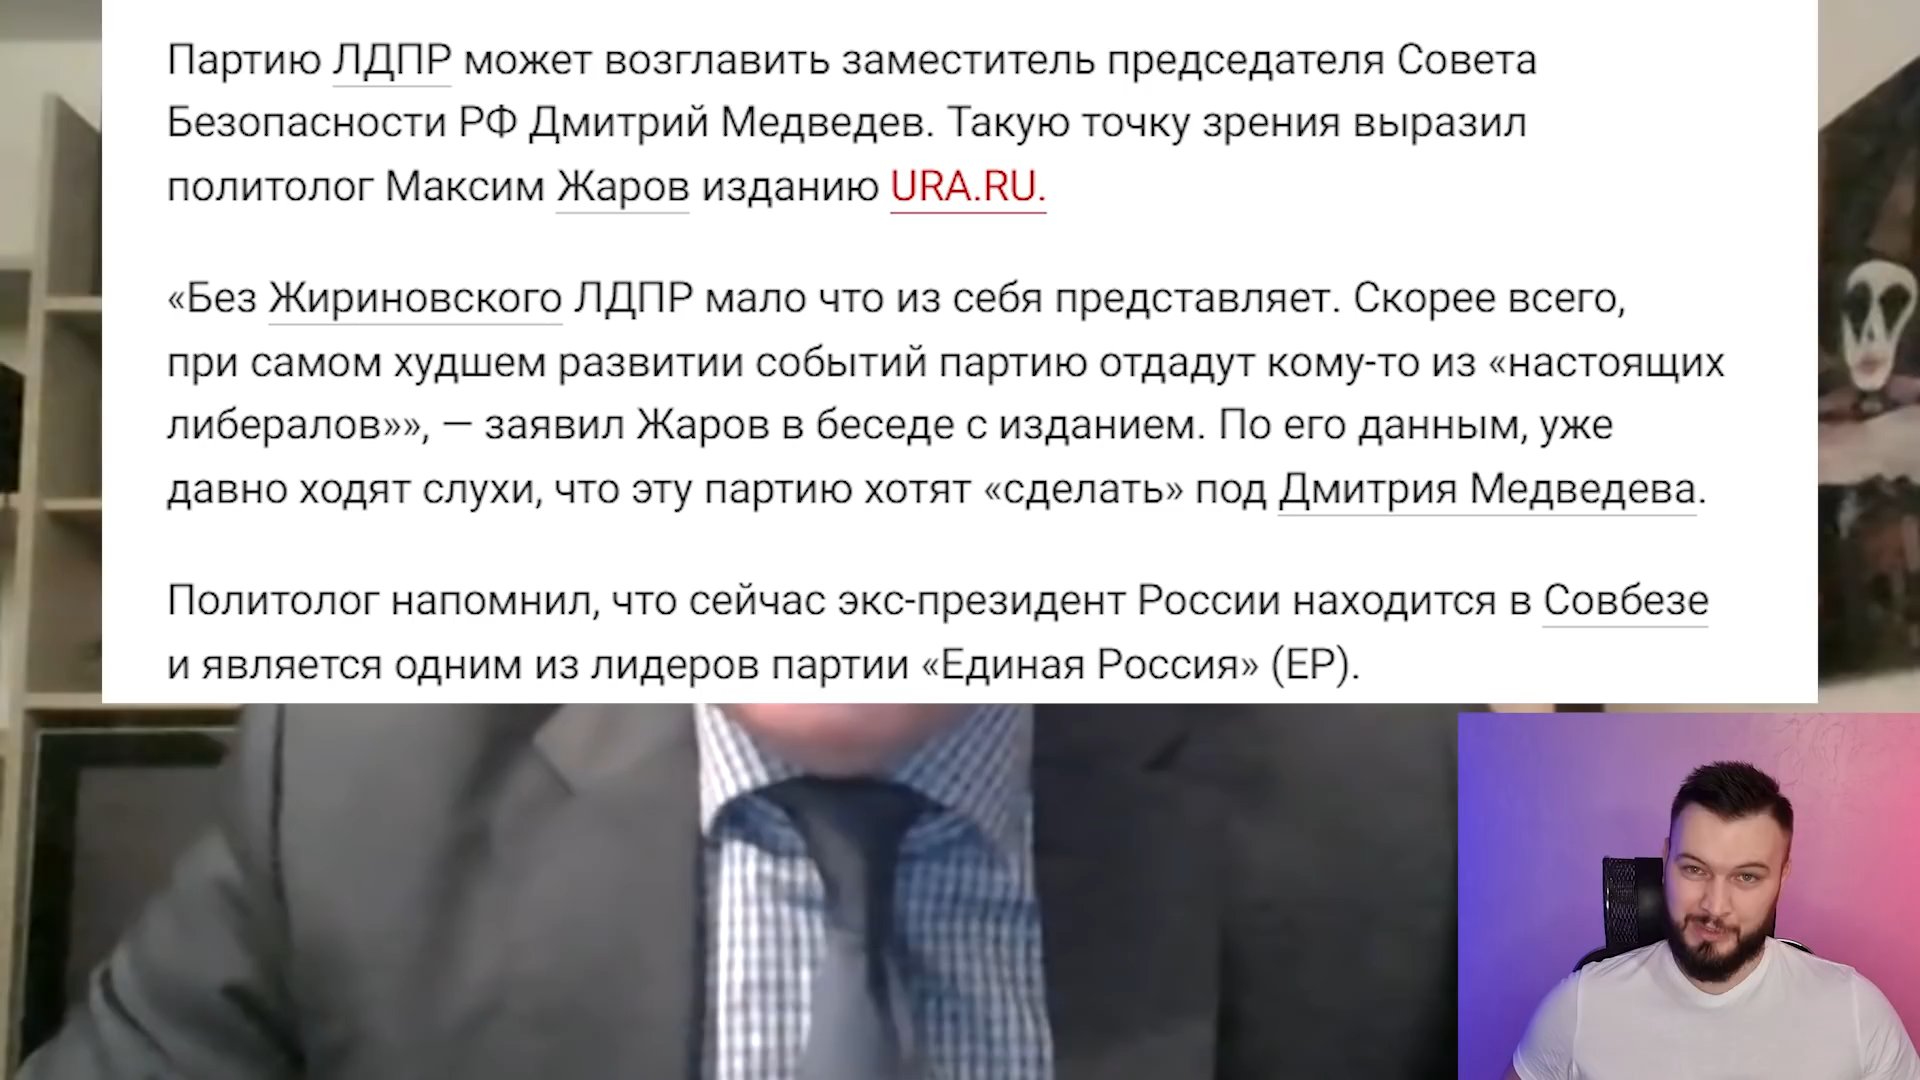 Партию ЛДПР может возглавить заместитель председателя Совета
Безопасности РФ Дмитрий Медведев. Такую точку зрения выразил
политолог Максим Жаров изданию URA.RU.
«Без Жириновского ЛДПР мало что из себя представляет. Скорее всего,
при самом худшем развитии событий партию отдадут кому-то из «настоящих
либералов»», — заявил Жаров в беседе с изданием. По его данным, уже
давно ходят слухи, что эту партию хотят «сделать» под Дмитрия Медведева.
Политолог напомнил, что сейчас экс-президент России находится в Совбезе
и является одним из лидеров партии «Единая Россия» (ЕР).